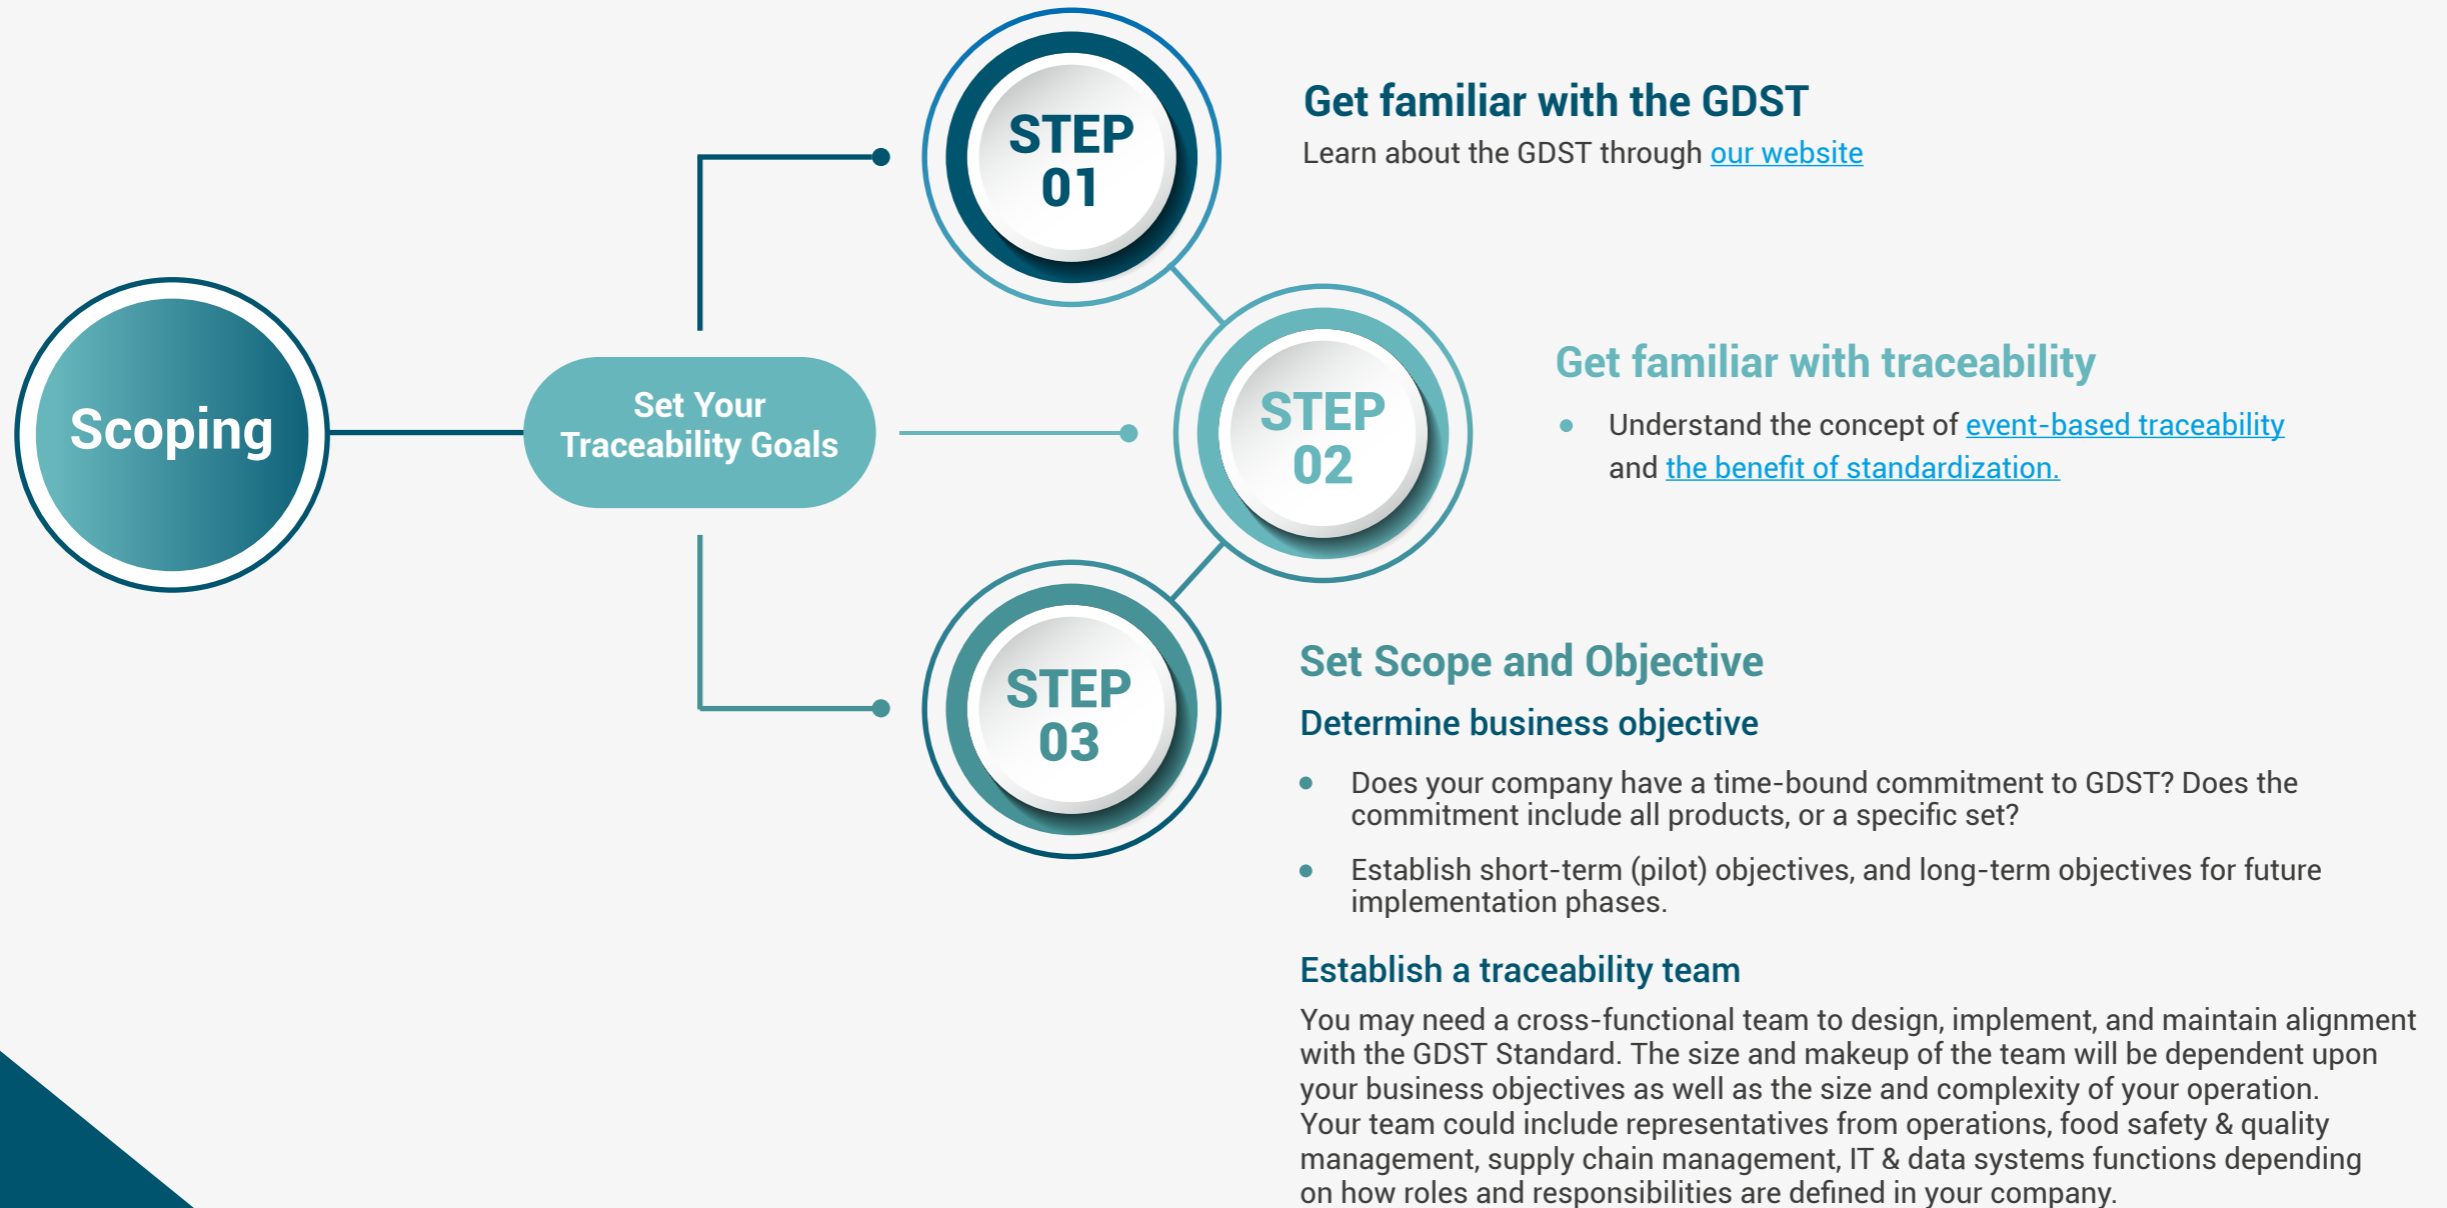 Scoping
Set Your
Traceability Goals
STEP
01
Get familiar with the GDST
Learn about the GDST through our website
STEP
02
Get familiar with traceability
Understand the concept of event-based traceability
and the benefit of standardization.
STEP
03
Set Scope and Objective
Determine business objective
Does your company have a time-bound commitment to GDST? Does the
commitment include all products, or a specific set?
Establish short-term (pilot) objectives, and long-term objectives for future
implementation phases.
Establish a traceability team
You may need a cross-functional team to design, implement, and maintain alignment
with the GDST Standard. The size and makeup of the team will be dependent upon
your business objectives as well as the size and complexity of your operation.
Your team could include representatives from operations, food safety & quality
management, supply chain management, IT & data systems functions depending
on how roles and responsibilities are defined in your company.